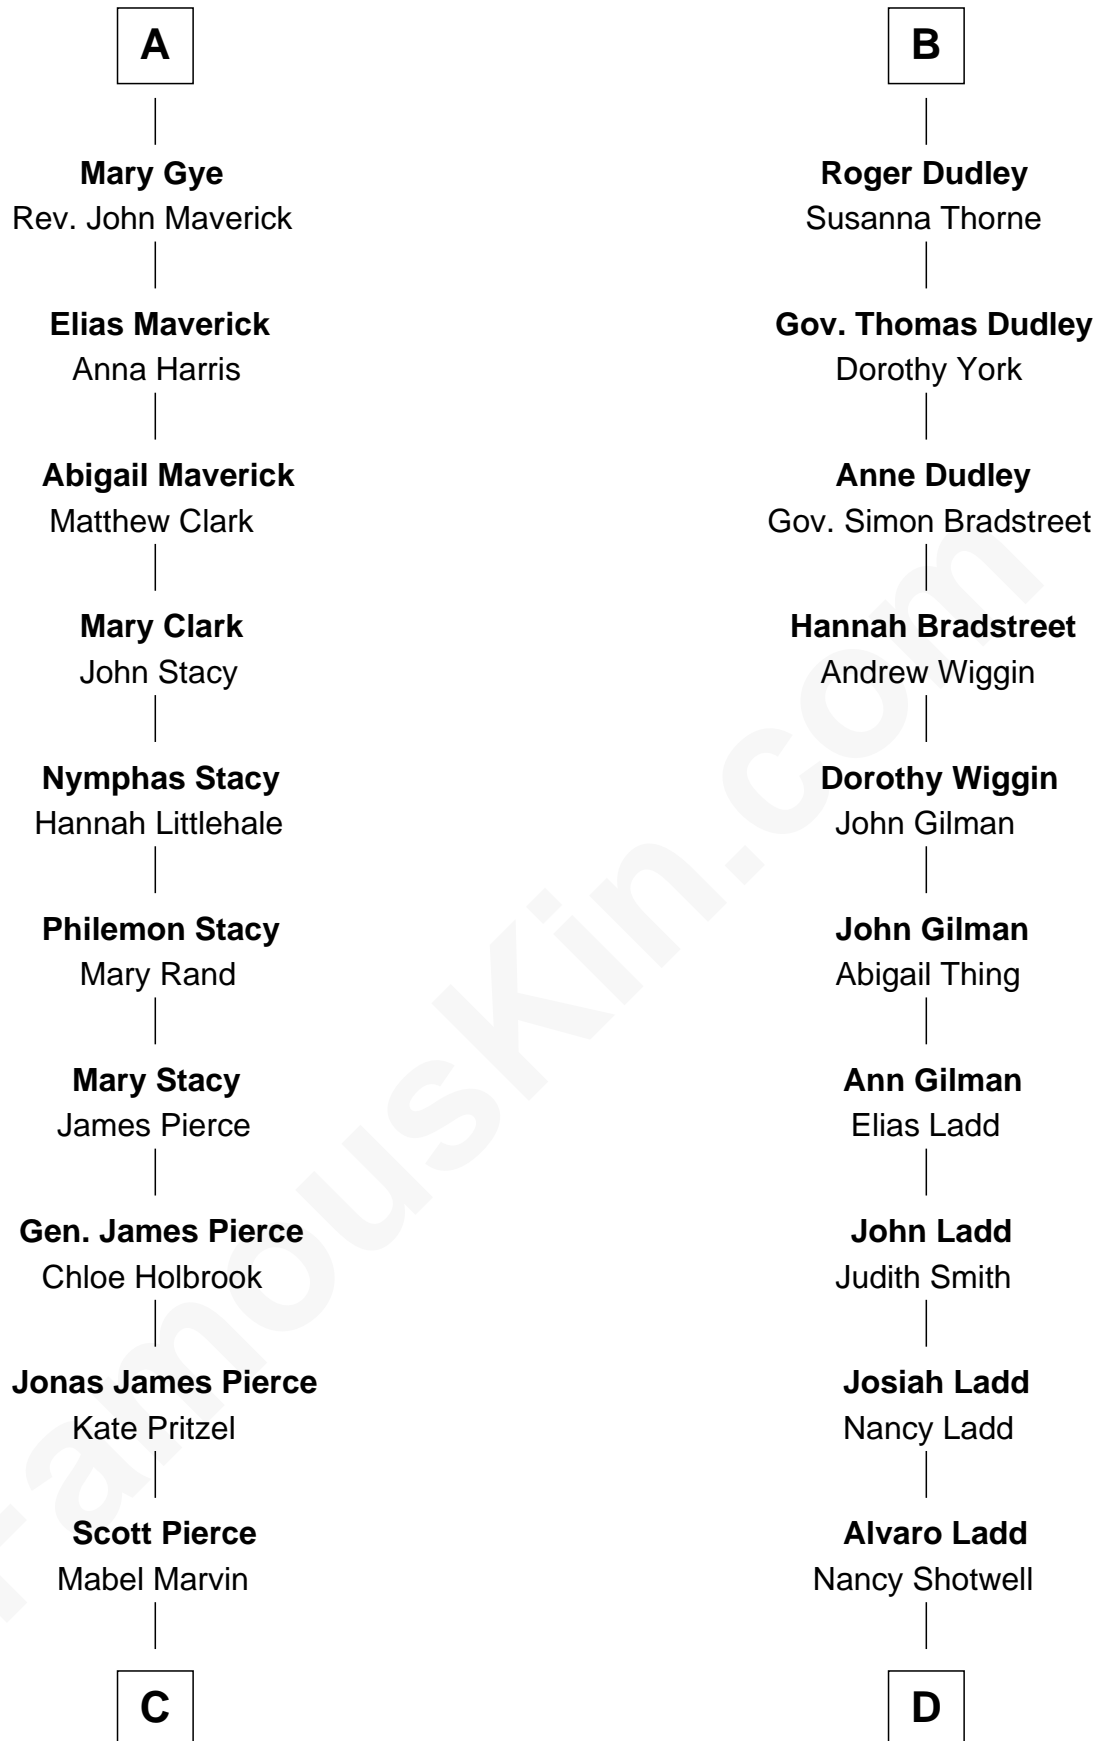 A
Mary Gye
Rev. John Maverick
Elias Maverick
Anna Harris
Abigail Maverick
Matthew Clark
Mary Clark
John Stacy
Nymphas Stacy
Hannah Littlehale
Philemon Stacy
Mary Rand
Mary Stacy
James Pierce
Gen. James Pierce
Chloe Holbrook
Jonas James Pierce
Kate Pritzel
Scott Pierce
Mabel Marvin
C
B
Roger Dudley
Susanna Thorne
Gov. Thomas Dudley
Dorothy York
Anne Dudley
Gov. Simon Bradstreet
Hannah Bradstreet
Andrew Wiggin
Dorothy Wiggin
John Gilman
John Gilman
Abigail Thing
Ann Gilman
Elias Ladd
John Ladd
Judith Smith
Josiah Ladd
Nancy Ladd
Alvaro Ladd
Nancy Shotwell
D
FamousKin.com